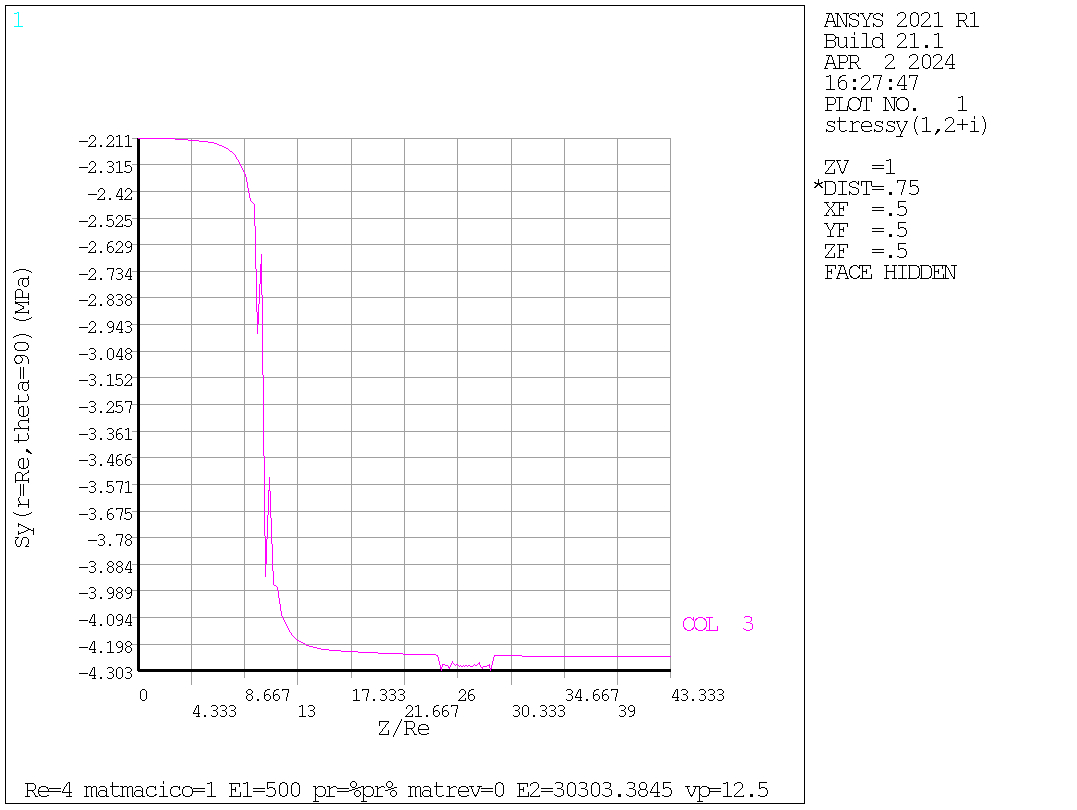 1
ANSYS 2021 R1
Build 21.1
APR  2 2024
16:27:47
PLOT NO.   1
stressy(1,2+i)
ZV  =1
*DIST=.75
XF  =.5
YF  =.5
ZF  =.5
FACE HIDDEN
Sy(r=Re,theta=90)(MPa)
-2.211
-2.315
-2.42
-2.525
-2.629
-2.734
-2.838
-2.943
-3.048
-3.152
-3.257
-3.361
-3.466
-3.571
-3.675
-3.78
-3.884
-3.989
-4.094
-4.198
-4.303
COL  3
0 8.667 17.333 26 34.667 43.333
4.333 13 21.667 30.333 39
Z/Re
Re=4 matmacico=1 E1=500 pr=%pr% matrev=0 E2=30303.3845 vp=12.5